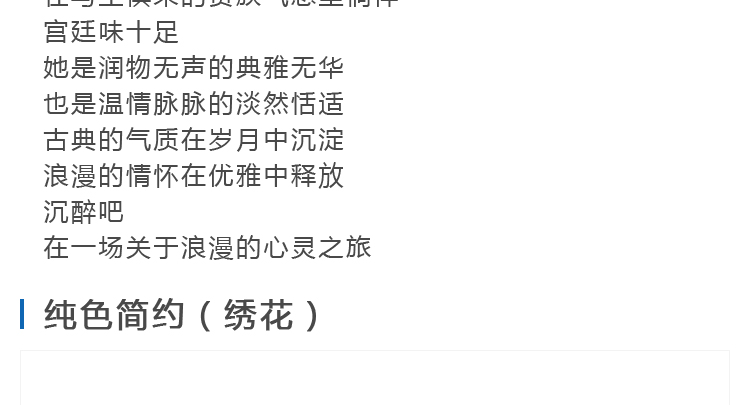 宫廷味十足
她是润物无声的典雅无华
也是温情脉脉的淡然恬适
古典的气质在岁月中沉淀
浪漫的情怀在优雅中释放
沉醉吧
在一场关于浪漫的心灵之旅
纯色简约（绣花）